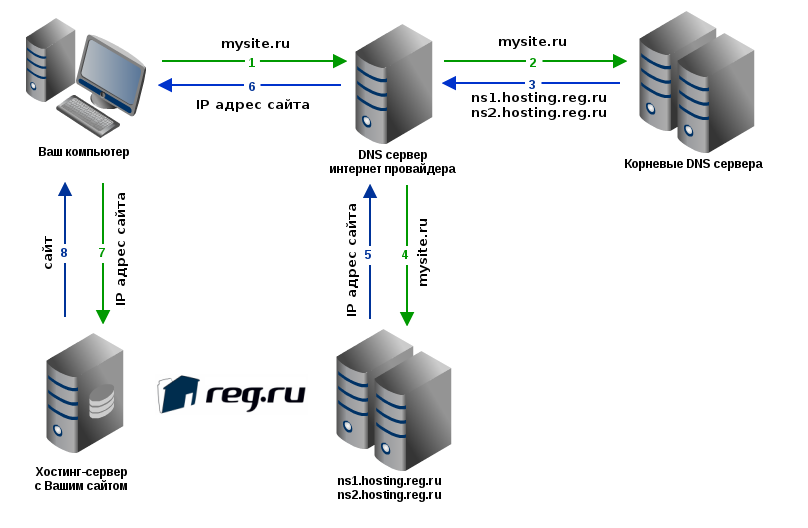 mysite.ru
1
6
IP адрес сайта
mysite.ru
2
3
ns1.hosting.reg.ru
ns2.hosting.reg.ru
Ваш компьютер
DNS сервер
интернет провайдера
Корневые DNS сервера
сайт
8
7
IP адрес сайта
IP адрес сайта
5
4
mysite.ru
reg.ru
Хостинг-сервер
с Вашим сайтом
ns1.hosting.reg.ru
ns2.hosting.reg.ru